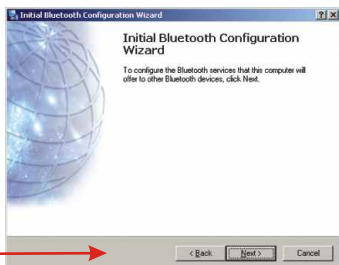 Initial Bluetooth Configuration Wizard
Initial Bluetooth Configuration
Wizard
To configure the Bluetooth services that this computer will
offer to other Bluetooth devices, click Next.
< Back
Next >
Cancel